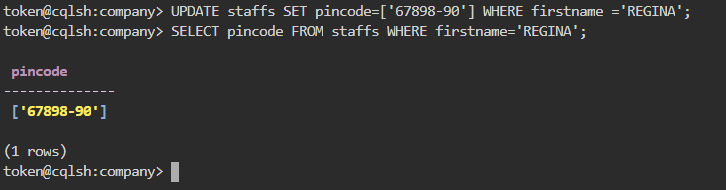 token@cqlsh:company> UPDATE staffs SET pincode=['67898-90'] WHERE firstname ='REGINA';
token@cqlsh:company> SELECT pincode FROM staffs WHERE firstname='REGINA';
pincode
--------------
['67898-90']
(1 rows)
token@cqlsh:company>